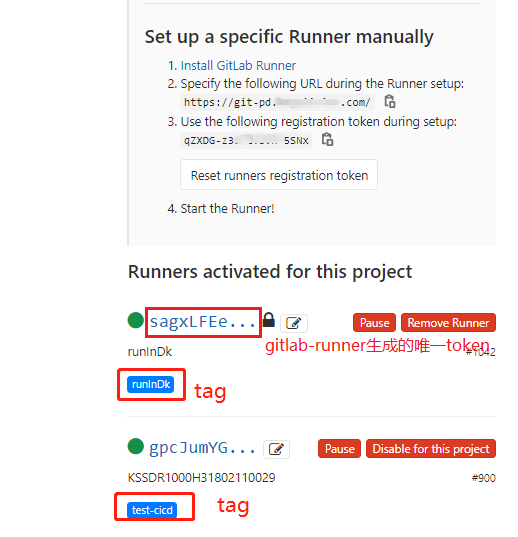 Set up a specific Runner manually
1. Install GitLab Runner
2. Specify the following URL during the Runner setup:
https://git-pd. .com/
3. Use the following registration token during setup:
qZXDG-z3 5SNx
Reset runners registration token
4. Start the Runner!
Runners activated for this project
sagxLFEe... Pause Remove Runner
gitlab-runner生成的唯一token
runInDk #1042
runInDk tag
gpcJumYG... Pause Disable for this project
KSSDR1000H31802110029 #900
test-cicd tag